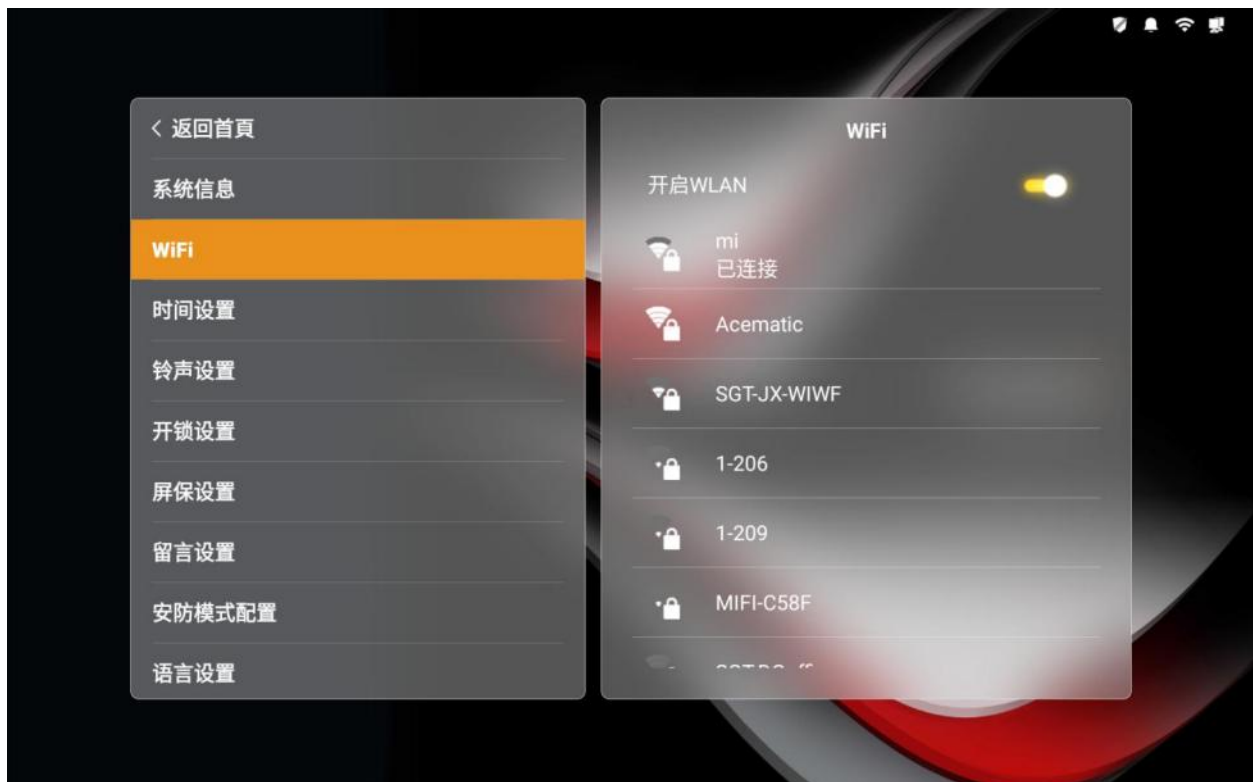 < 返回首頁
系统信息
WiFi
时间设置
铃声设置
开锁设置
屏保设置
留言设置
安防模式配置
语言设置
WiFi
开启WLAN
mi
已连接
Acematic
SGT-JX-WIWF
1-206
1-209
MIFI-C58F